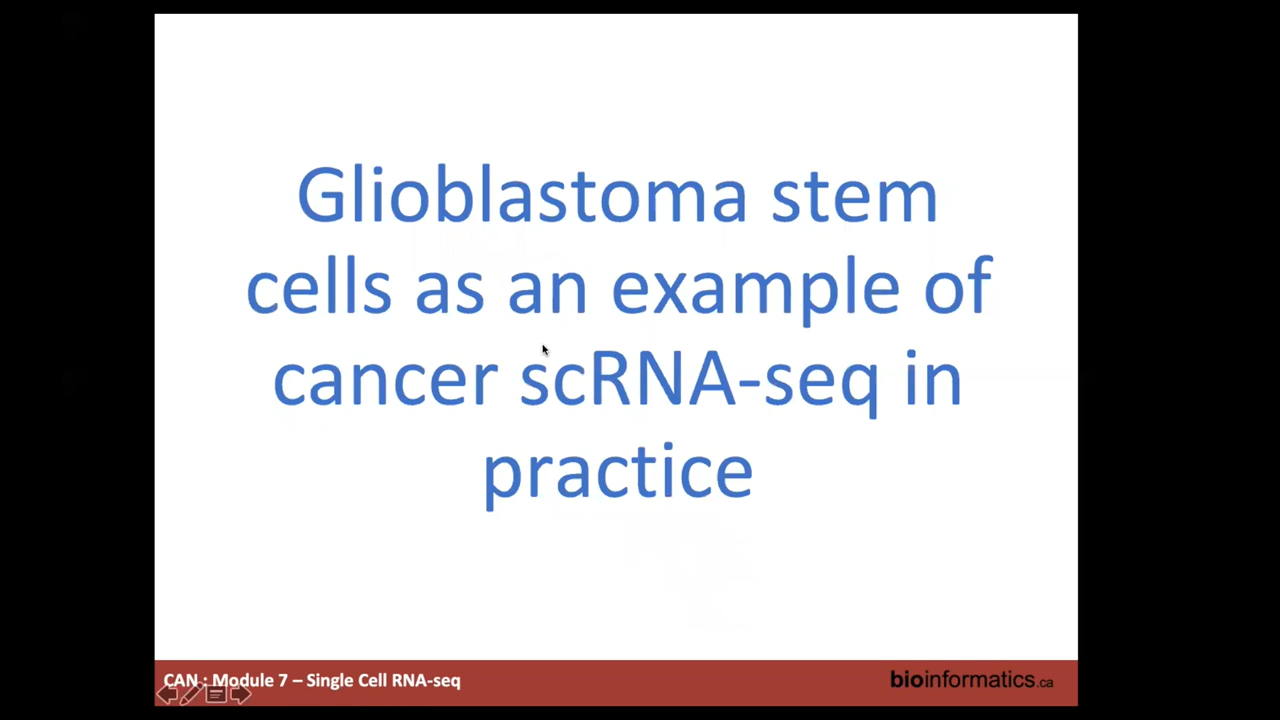 Glioblastoma stem
cells as an example of
cancer scRNA-seq in
practice
CAN : Module 7 – Single Cell RNA-seq
bioinformatics.ca